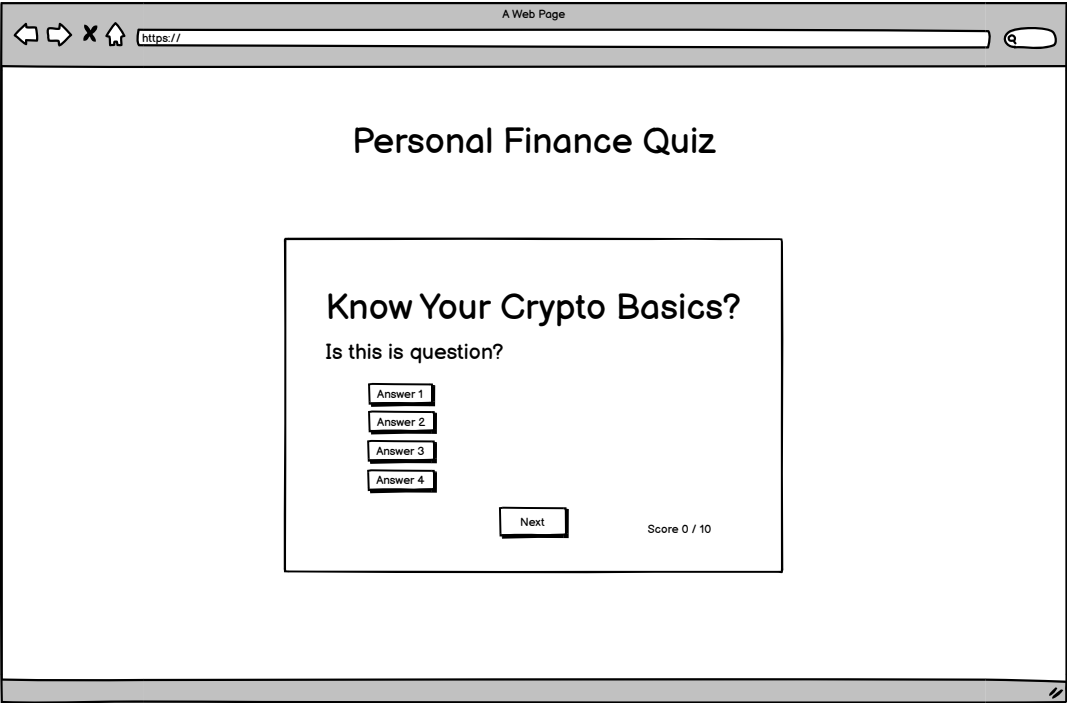 A Web Page
https://
Personal Finance Quiz
Know Your Crypto Basics?
Is this is question?
Answer 1
Answer 2
Answer 3
Answer 4
Next
Score 0 / 10